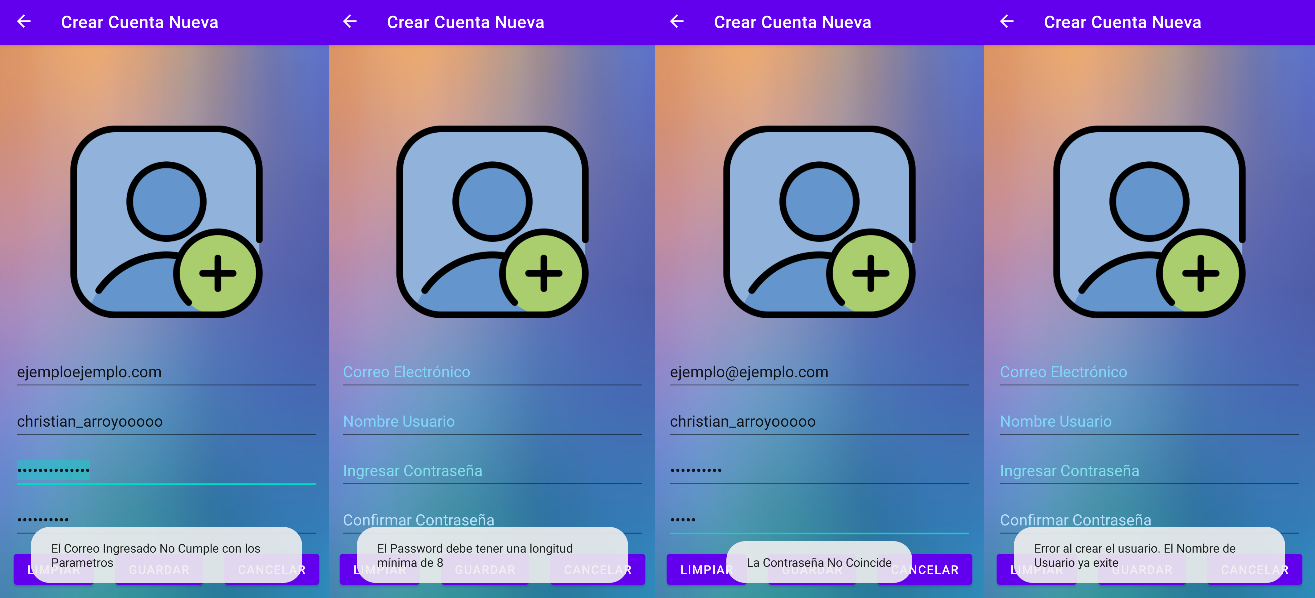 Crear Cuenta Nueva
ejemploejemplo.com
christian_arroyooooo
••••••••••••••
••••••••••
El Correo Ingresado No Cumple con los
Parametros
LIMPIAR GUARDAR CANCELAR
Crear Cuenta Nueva
Correo Electrónico
Nombre Usuario
Ingresar Contraseña
Confirmar Contraseña
El Password debe tener una longitud
mínima de 8
LIMPIAR GUARDAR CANCELAR
Crear Cuenta Nueva
ejemplo@ejemplo.com
christian_arroyooooo
••••••••••
•••••
La Contraseña No Coincide
LIMPIAR GUARDAR CANCELAR
Crear Cuenta Nueva
Correo Electrónico
Nombre Usuario
Ingresar Contraseña
Confirmar Contraseña
Error al crear el usuario. El Nombre de
Usuario ya exite
LIMPIAR GUARDAR CANCELAR